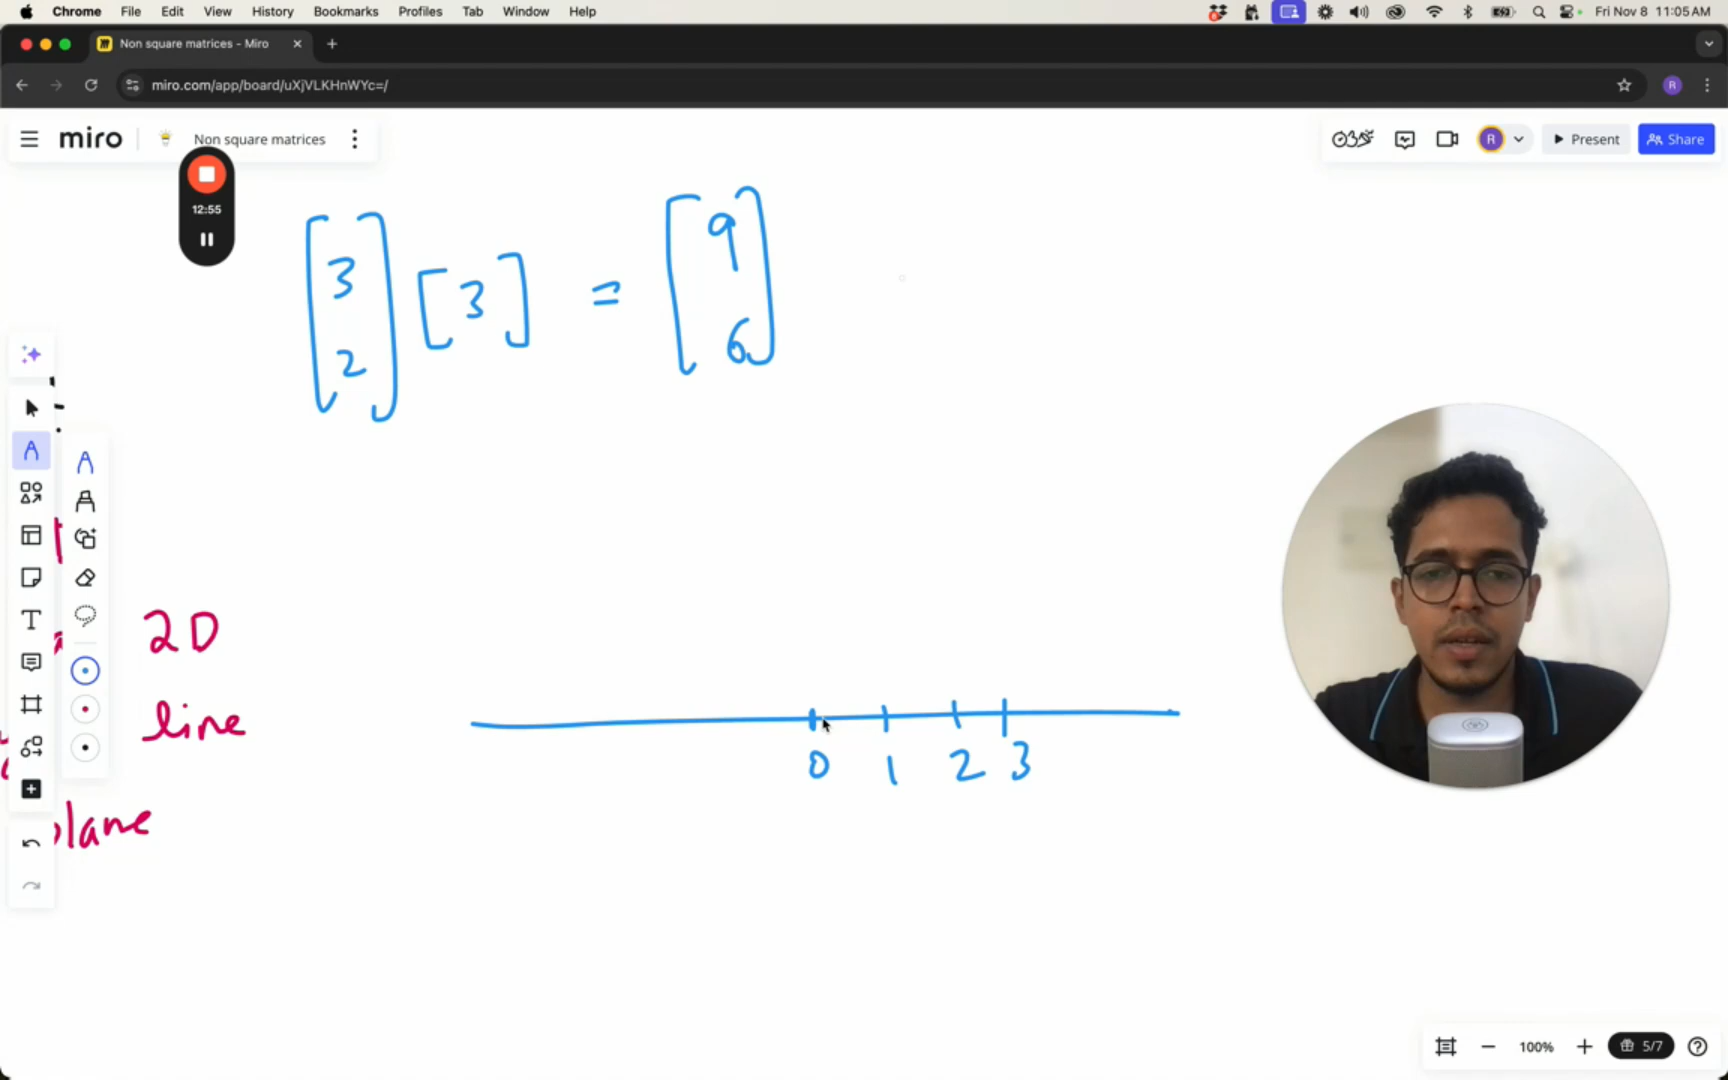 Chrome File Edit View History Bookmarks Profiles Tab Window Help Fri Nov 8 11:05 AM
Non square matrices - Miro
miro.com/app/board/uXjVLKHnWYc=/ R
miro Non square matrices R Present Share
12:55
[3 2] [3] = [9 6]
2D
line
plane
0 1 2 3
100% 5/7